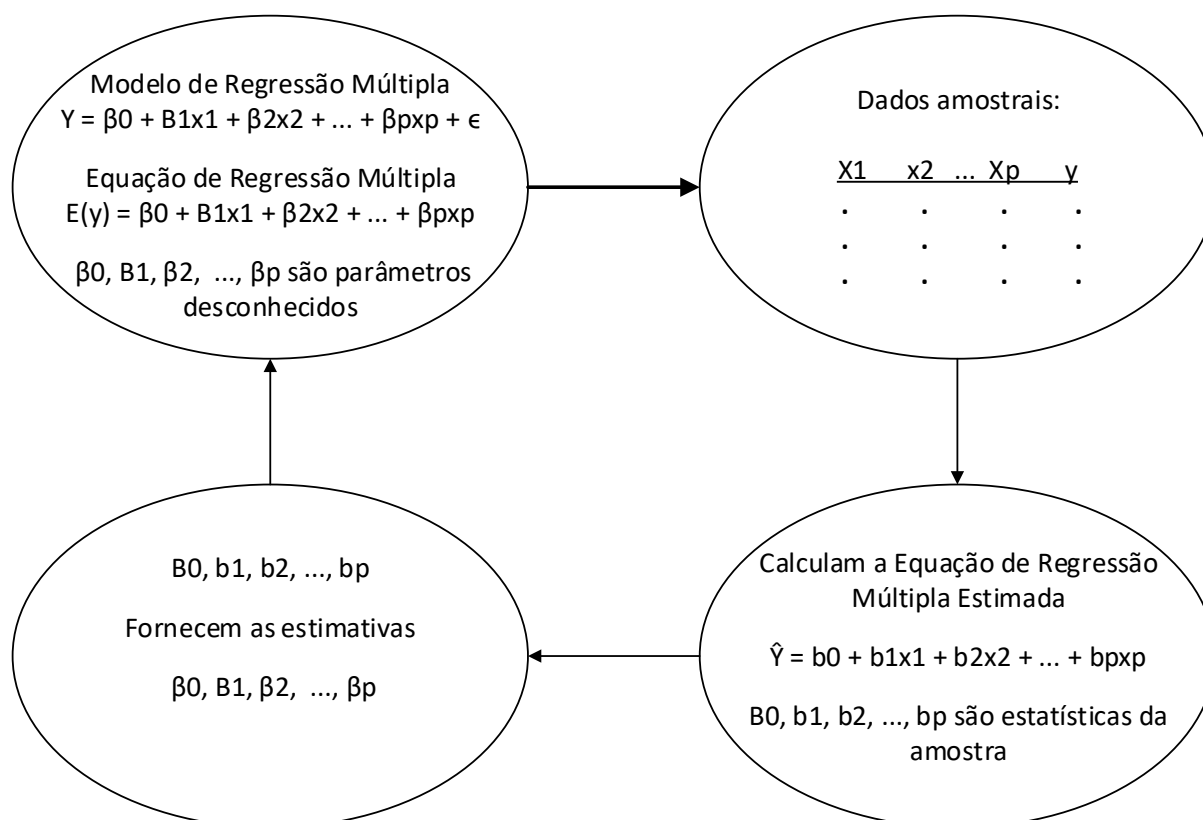 Modelo de Regressão Múltipla
Y = β0 + B1x1 + β2x2 + ... + βpxp + ϵ
Equação de Regressão Múltipla
E(y) = β0 + B1x1 + β2x2 + ... + βpxp
β0, B1, β2, ..., βp são parâmetros
desconhecidos
Dados amostrais:
X1 x2 ... Xp y
. . . .
. . . .
. . . .
Calculam a Equação de Regressão
Múltipla Estimada
Ŷ = b0 + b1x1 + b2x2 + ... + bpxp
B0, b1, b2, ..., bp são estatísticas da
amostra
B0, b1, b2, ..., bp
Fornecem as estimativas
β0, B1, β2, ..., βp